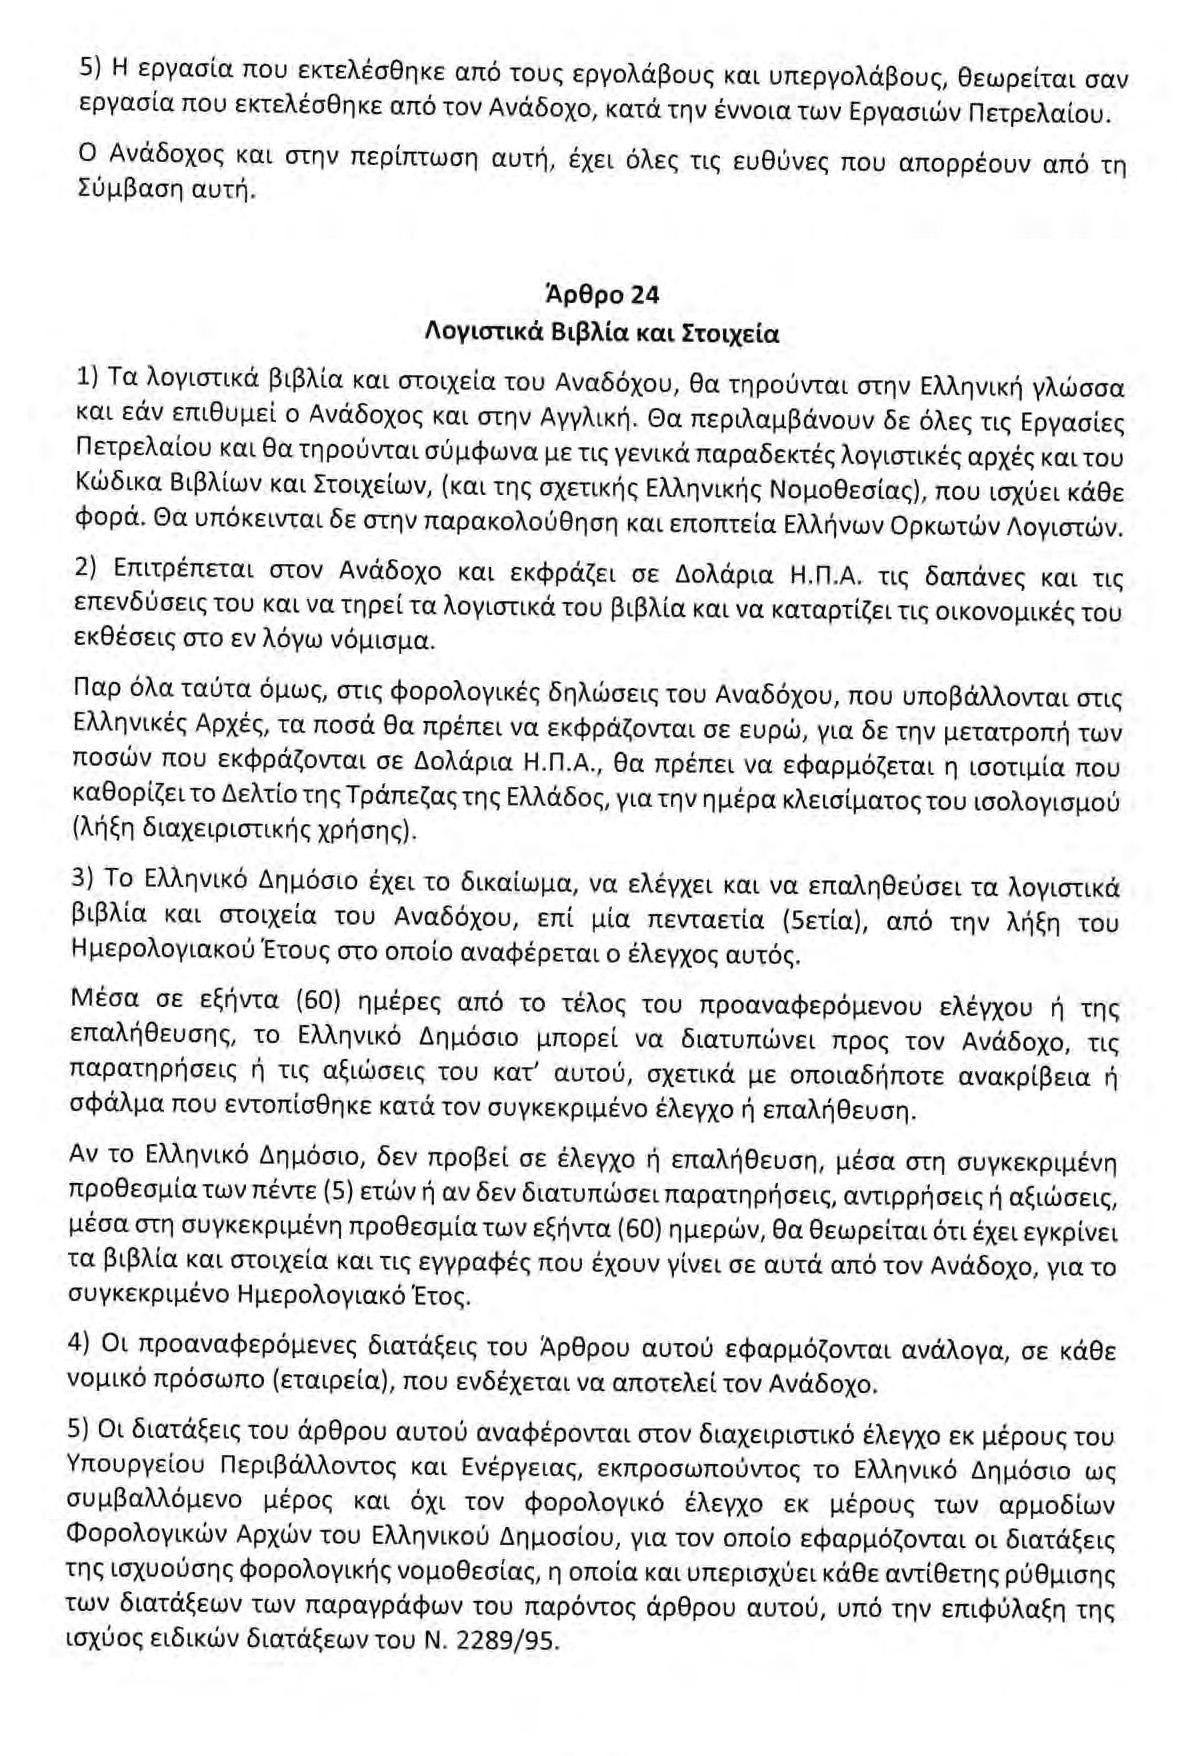 5) Η εργασία που εκτελέσθηκε από τους εργολάβους και υπεργολάβους, θεωρείται σαν
εργασία που εκτελέσθηκε από τον Ανάδοχο, κατά την έννοια των Εργασιών Πετρελαίου.
Ο Ανάδοχος και στην περίπτωση αυτή, έχει όλες τις ευθύνες που απορρέουν από τη
Σύμβαση αυτή.
Άρθρο 24
Λογιστικά Βιβλία και Στοιχεία
1) Τα λογιστικά βιβλία και στοιχεία του Αναδόχου, θα τηρούνται στην Ελληνική γλώσσα
και εάν επιθυμεί ο Ανάδοχος και στην Αγγλική. Θα περιλαμβάνουν δε όλες τις Εργασίες
Πετρελαίου και θα τηρούνται σύμφωνα με τις γενικά παραδεκτές λογιστικές αρχές και του
Κώδικα Βιβλίων και Στοιχείων, (και της σχετικής Ελληνικής Νομοθεσίας), που ισχύει κάθε
φορά. Θα υπόκεινται δε στην παρακολούθηση και εποπτεία Ελλήνων Ορκωτών Λογιστών.
2) Επιτρέπεται στον Ανάδοχο και εκφράζει σε Δολάρια Η.Π.Α. τις δαπάνες και τις
επενδύσεις του και να τηρεί τα λογιστικά του βιβλία και να καταρτίζει τις οικονομικές του
εκθέσεις στο εν λόγω νόμισμα.
Παρ όλα ταύτα όμως, στις φορολογικές δηλώσεις του Αναδόχου, που υποβάλλονται στις
Ελληνικές Αρχές, τα ποσά θα πρέπει να εκφράζονται σε ευρώ, για δε την μετατροπή των
ποσών που εκφράζονται σε Δολάρια Η.Π.Α., θα πρέπει να εφαρμόζεται η ισοτιμία που
καθορίζει το Δελτίο της Τράπεζας της Ελλάδος, για την ημέρα κλεισίματος του ισολογισμού
(λήξη διαχειριστικής χρήσης).
3) Το Ελληνικό Δημόσιο έχει το δικαίωμα, να ελέγχει και να επαληθεύσει τα λογιστικά
βιβλία και στοιχεία του Αναδόχου, επί μία πενταετία (5ετία), από την λήξη του
Ημερολογιακού Έτους στο οποίο αναφέρεται ο έλεγχος αυτός.
Μέσα σε εξήντα (60) ημέρες από το τέλος του προαναφερόμενου ελέγχου ή της
επαλήθευσης, το Ελληνικό Δημόσιο μπορεί να διατυπώνει προς τον Ανάδοχο, τις
παρατηρήσεις ή τις αξιώσεις του κατ’ αυτού, σχετικά με οποιαδήποτε ανακρίβεια ή
σφάλμα που εντοπίσθηκε κατά τον συγκεκριμένο έλεγχο ή επαλήθευση.
Αν το Ελληνικό Δημόσιο, δεν προβεί σε έλεγχο ή επαλήθευση, μέσα στη συγκεκριμένη
προθεσμία των πέντε (5) ετών ή αν δεν διατυπώσει παρατηρήσεις, αντιρρήσεις ή αξιώσεις,
μέσα στη συγκεκριμένη προθεσμία των εξήντα (60) ημερών, θα θεωρείται ότι έχει εγκρίνει
τα βιβλία και στοιχεία και τις εγγραφές που έχουν γίνει σε αυτά από τον Ανάδοχο, για το
συγκεκριμένο Ημερολογιακό Έτος.
4) Οι προαναφερόμενες διατάξεις του Άρθρου αυτού εφαρμόζονται ανάλογα, σε κάθε
νομικό πρόσωπο (εταιρεία), που ενδέχεται να αποτελεί τον Ανάδοχο.
5) Οι διατάξεις του άρθρου αυτού αναφέρονται στον διαχειριστικό έλεγχο εκ μέρους του
Υπουργείου Περιβάλλοντος και Ενέργειας, εκπροσωπούντος το Ελληνικό Δημόσιο ως
συμβαλλόμενο μέρος και όχι τον φορολογικό έλεγχο εκ μέρους των αρμοδίων
Φορολογικών Αρχών του Ελληνικού Δημοσίου, για τον οποίο εφαρμόζονται οι διατάξεις
της ισχυούσης φορολογικής νομοθεσίας, η οποία και υπερισχύει κάθε αντίθετης ρύθμισης
των διατάξεων των παραγράφων του παρόντος άρθρου αυτού, υπό την επιφύλαξη της
ισχύος ειδικών διατάξεων του Ν. 2289/95.